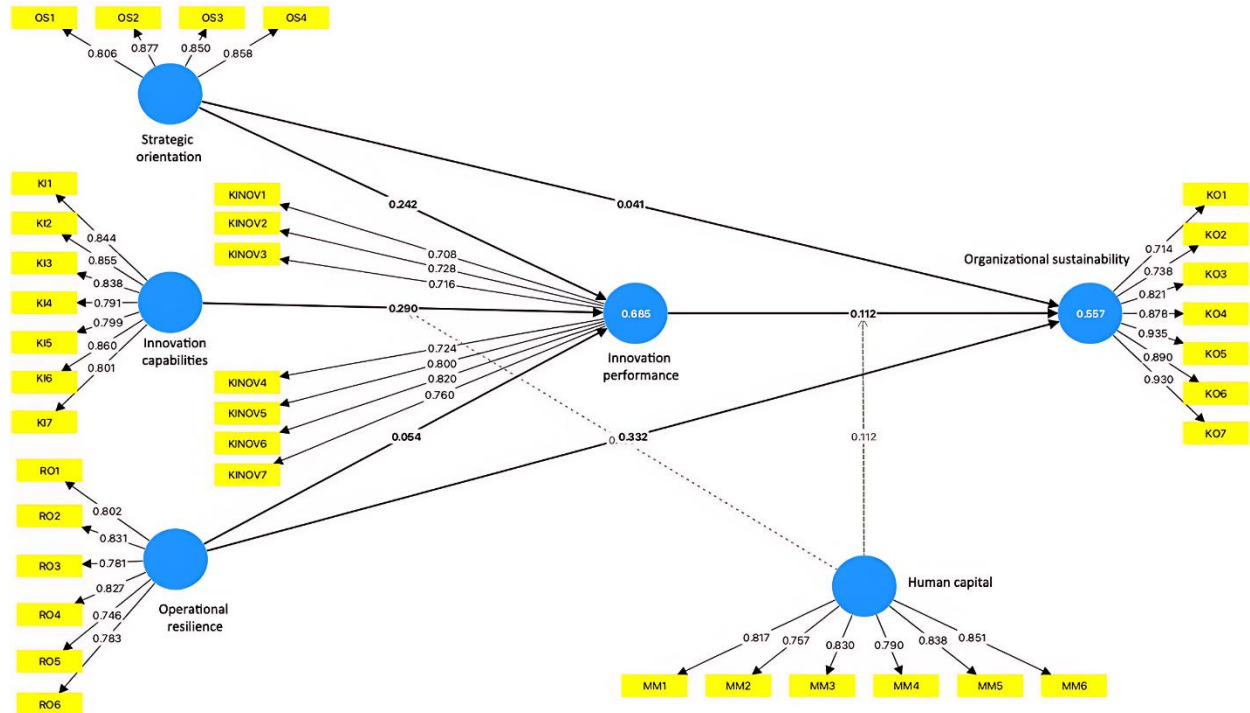 OS1
OS2
OS3
OS4
0.806
0.877
0.850
0.858
Strategic
orientation
KI1
KI2
KI3
KI4
KI5
KI6
KI7
0.844
0.855
0.838
0.791
0.799
0.860
0.801
Innovation
capabilities
KINOV1
KINOV2
KINOV3
0.708
0.728
0.716
KINOV4
KINOV5
KINOV6
KINOV7
0.724
0.800
0.820
0.760
0.242
0.290
0.054
0.041
0.685
Innovation
performance
0.112
0.332
0.112
Organizational sustainability
0.557
KO1
KO2
KO3
KO4
KO5
KO6
KO7
0.714
0.738
0.821
0.878
0.935
0.890
0.930
RO1
RO2
RO3
RO4
RO5
RO6
0.802
0.831
0.781
0.827
0.746
0.783
Operational
resilience
Human capital
0.817
0.757
0.830
0.790
0.838
0.851
MM1
MM2
MM3
MM4
MM5
MM6